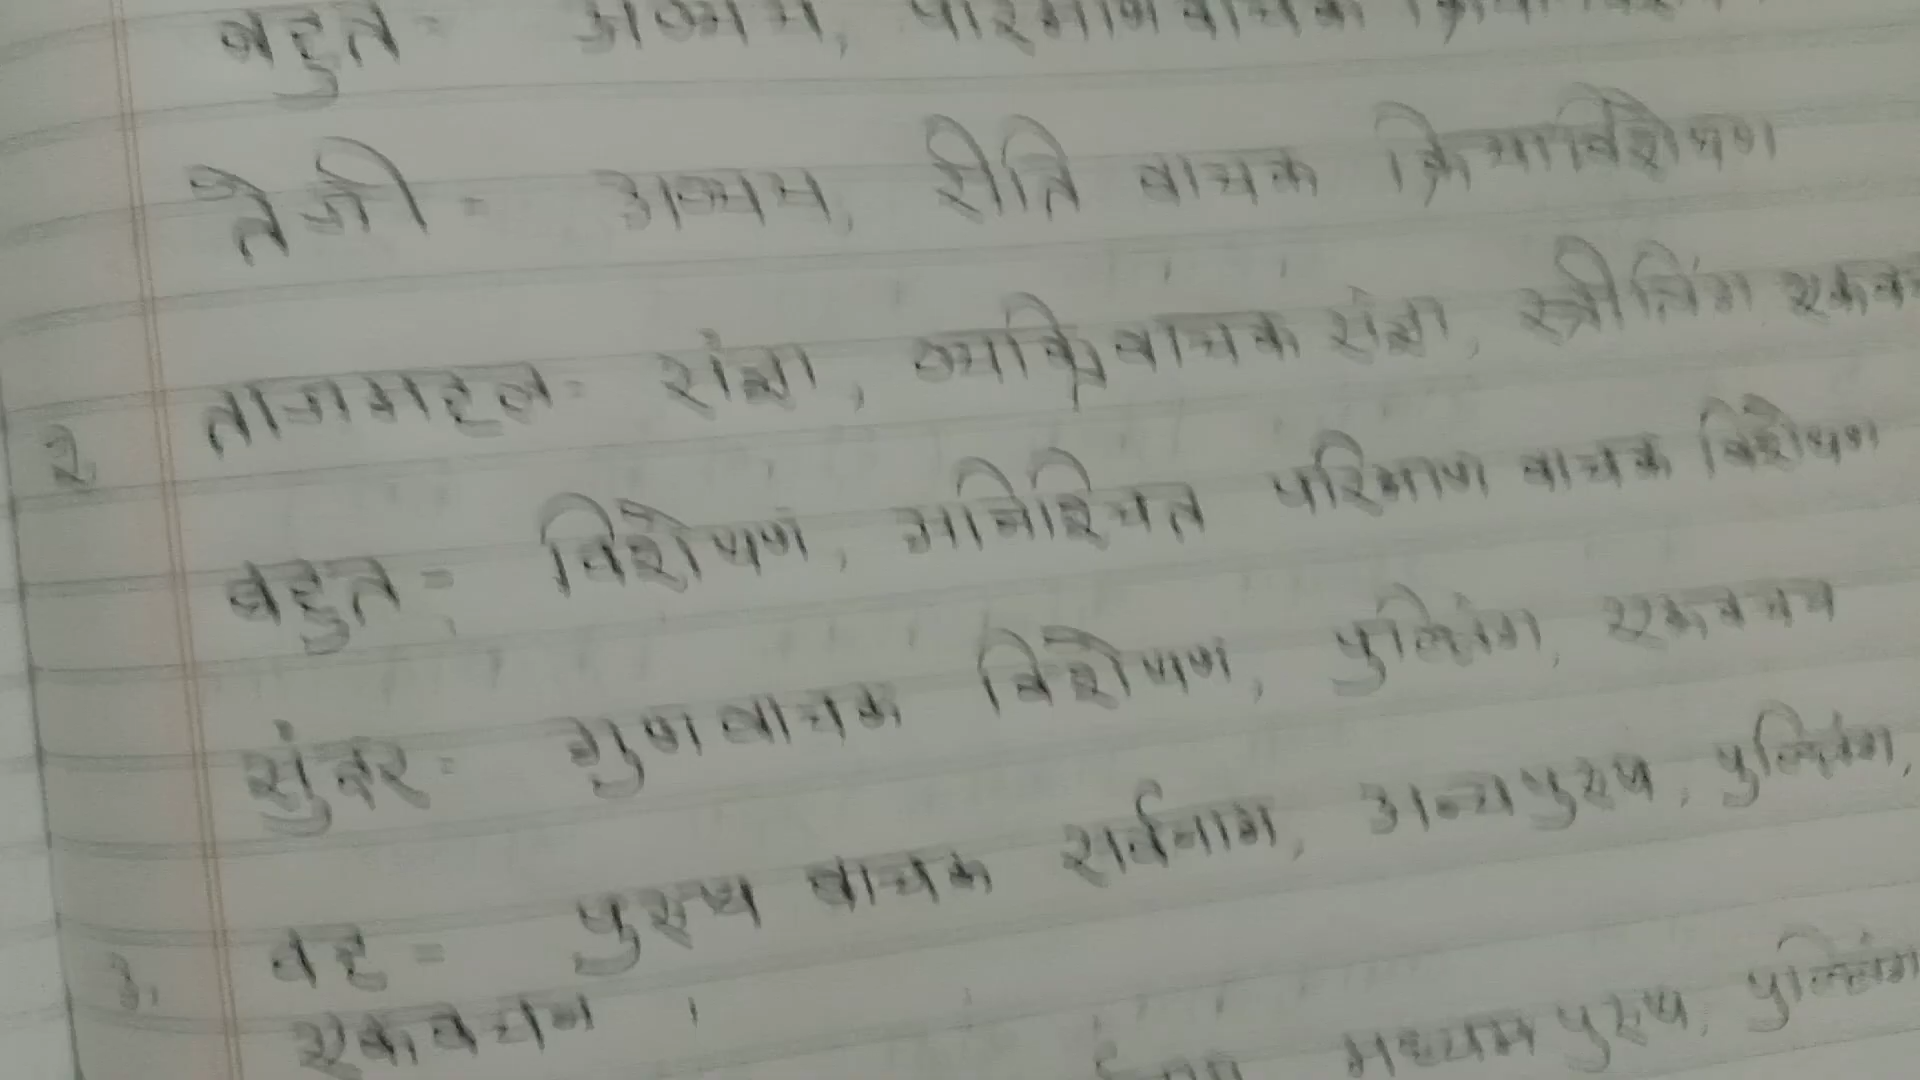 बहुत - अव्यय, परिमाणवाचक
तेजी - अव्यय, रीति वाचक क्रियाविशेषण
2. ताजमहल - संज्ञा, व्यक्तिवाचक संज्ञा, स्त्रीलिंग एकव
बहुत = विशेषण, अनिश्चित परिमाण वाचक विशेषण
सुंदर = गुणवाचक विशेषण, पुल्लिंग, एकवचन
3. वह = पुरुष वाचक सर्वनाम, अन्यपुरुष, पुल्लिंग,
एकवचन ।
मध्यमपुरुष, पुल्लिंग